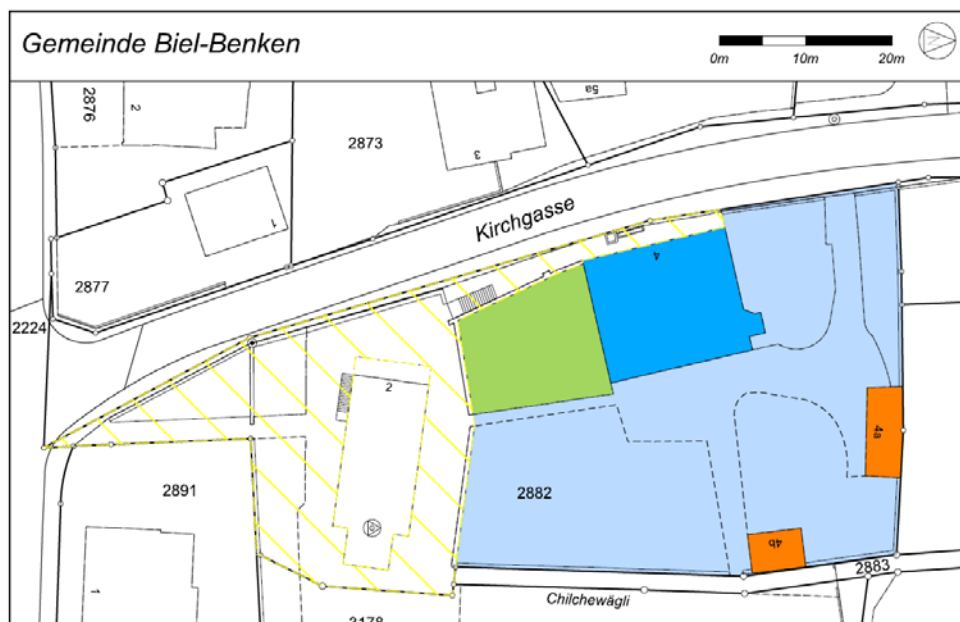 Gemeinde Biel-Benken
0m 10m 20m
2876
2
5a
2873
3
1
Kirchgasse
4
2877
2224
2
4a
2891
2882
4b
2883
1
Chilchewägli
3178